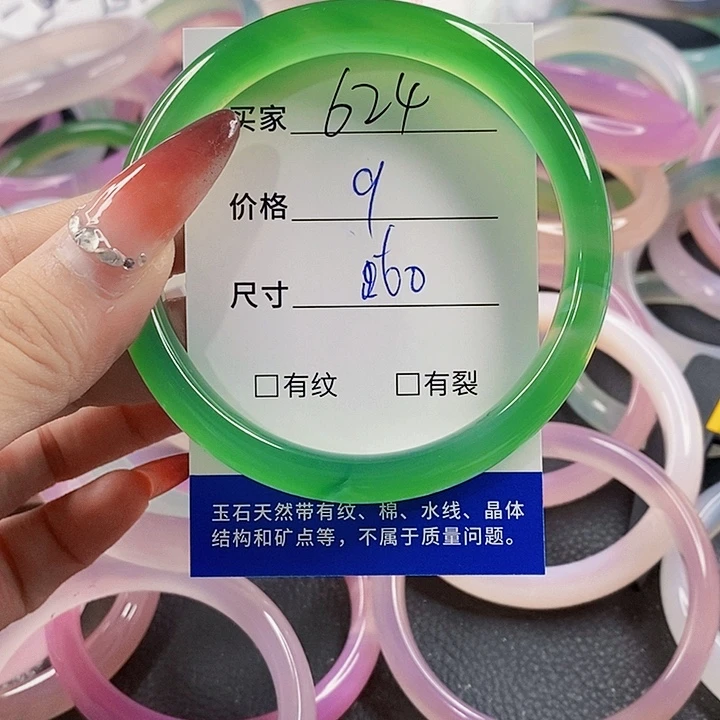 买家 624
价格 9
尺寸 260
□有纹 □有裂
玉石天然带有纹、棉、水线、晶体
结构和矿点等，不属于质量问题。